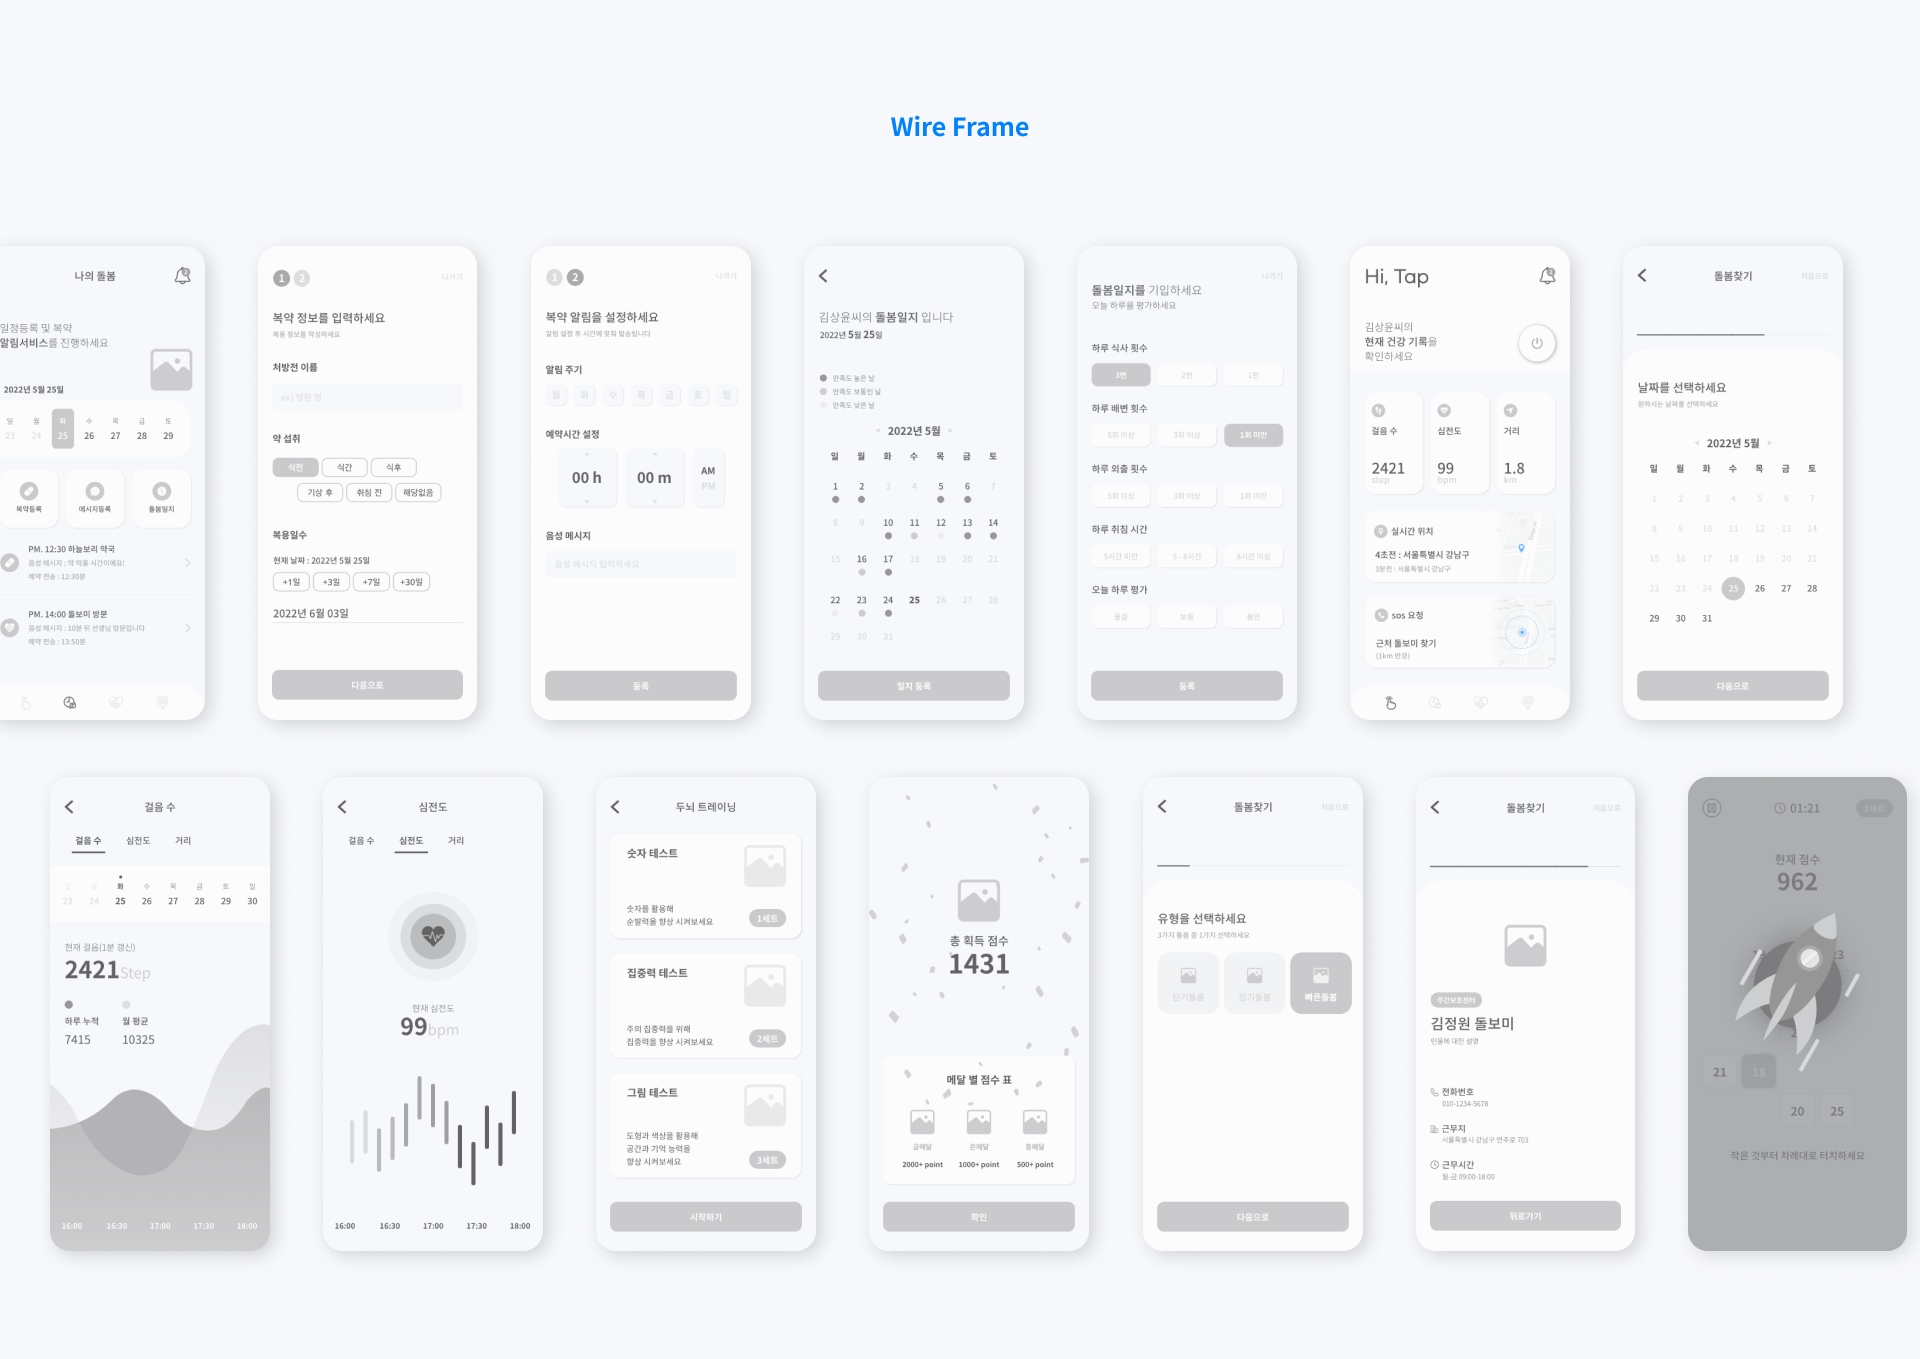 Wire Frame
나의 돌봄
일정등록 및 복약
알림서비스를 진행하세요
2022년 5월 25일
일 월 화 수 목 금 토
23 24 25 26 27 28 29
복약등록 메시지등록 돌봄일지
PM. 12:30 하늘보리 약국
음성 메시지 : 약 먹을 시간이에요!
예약 전송 : 12:30분
PM. 14:00 돌보미 방문
음성 메시지 : 10분 뒤 선생님 방문입니다
예약 전송 : 13:50분
1 2 나가기
복약 정보를 입력하세요
복용 정보를 작성하세요
처방전 이름
ex) 병원 명
약 섭취
식전 식간 식후
기상 후 취침 전 해당없음
복용일수
현재 날짜 : 2022년 5월 25일
+1일 +3일 +7일 +30일
2022년 6월 03일
다음으로
1 2 나가기
복약 알림을 설정하세요
알림 설정 후 시간에 맞춰 발송됩니다
알림 주기
월 화 수 목 금 토 일
예약시간 설정
00 h 00 m AM
PM
음성 메시지
음성 메시지 입력하세요
등록
김상윤씨의 돌봄일지 입니다
2022년 5월 25일
만족도 높은 날
만족도 보통인 날
만족도 낮은 날
2022년 5월
일 월 화 수 목 금 토
1 2 3 4 5 6 7
8 9 10 11 12 13 14
15 16 17 18 19 20 21
22 23 24 25 26 27 28
29 30 31
일지 등록
나가기
돌봄일지를 기입하세요
오늘 하루를 평가하세요
하루 식사 횟수
3번 2번 1번
하루 배변 횟수
5회 이상 3회 이상 1회 미만
하루 외출 횟수
5회 이상 3회 이상 1회 미만
하루 취침 시간
5시간 미만 5 - 8시간 8시간 이상
오늘 하루 평가
좋음 보통 불만
등록
Hi, Tap
김상윤씨의
현재 건강 기록을
확인하세요
걸음 수 심전도 거리
2421 99 1.8
step bpm km
실시간 위치
4초전 : 서울특별시 강남구
3분전 : 서울특별시 강남구
sos 요청
근처 돌보미 찾기
(1km 반경)
돌봄찾기 처음으로
날짜를 선택하세요
원하시는 날짜를 선택하세요
2022년 5월
일 월 화 수 목 금 토
1 2 3 4 5 6 7
8 9 10 11 12 13 14
15 16 17 18 19 20 21
22 23 24 25 26 27 28
29 30 31
다음으로
걸음 수
걸음 수 심전도 거리
화 수 목 금 토 일
23 24 25 26 27 28 29 30
현재 걸음(1분 갱신)
2421Step
하루 누적 월 평균
7415 10325
16:00 16:30 17:00 17:30 18:00
심전도
걸음 수 심전도 거리
현재 심전도
99bpm
16:00 16:30 17:00 17:30 18:00
두뇌 트레이닝
숫자 테스트
숫자를 활용해
순발력을 향상 시켜보세요
1세트
집중력 테스트
주의 집중력을 위해
집중력을 향상 시켜보세요
2세트
그림 테스트
도형과 색상을 활용해
공간과 기억 능력을
향상 시켜보세요
3세트
시작하기
총 획득 점수
1431
메달 별 점수 표
금메달 은메달 동메달
2000+ point 1000+ point 500+ point
확인
돌봄찾기 처음으로
유형을 선택하세요
3가지 돌봄 중 1가지 선택하세요
단기돌봄 장기돌봄 빠른돌봄
다음으로
돌봄찾기 처음으로
주간보호센터
김정원 돌보미
인물에 대한 설명
전화번호
010-1234-5678
근무지
서울특별시 강남구 언주로 703
근무시간
월-금 09:00-18:00
뒤로가기
01:21 1세트
현재 점수
962
21 18
20 25
작은 것부터 차례대로 터치하세요